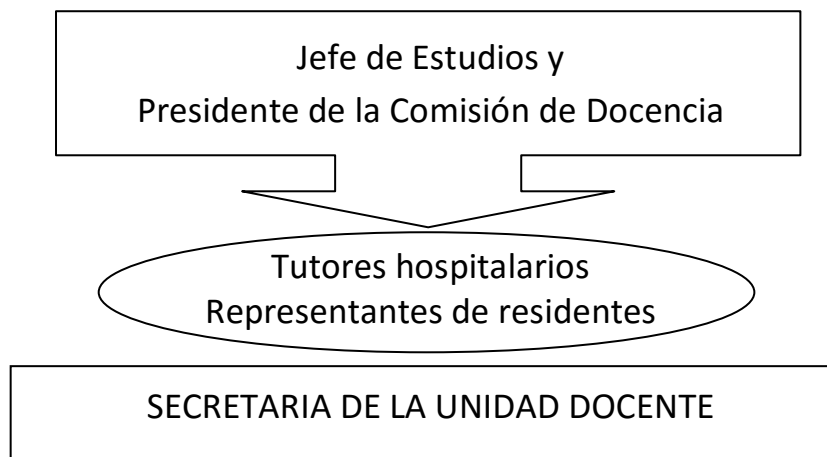 Jefe de Estudios y
Presidente de la Comisión de Docencia
Tutores hospitalarios
Representantes de residentes
SECRETARIA DE LA UNIDAD DOCENTE